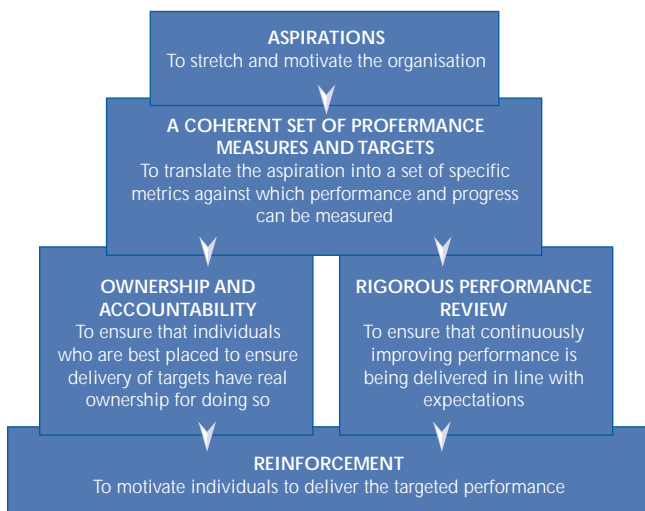 ASPIRATIONS
To stretch and motivate the organisation
A COHERENT SET OF PROFERMANCE
MEASURES AND TARGETS
To translate the aspiration into a set of specific
metrics against which performance and progress
can be measured
OWNERSHIP AND
ACCOUNTABILITY
To ensure that individuals
who are best placed to ensure
delivery of targets have real
ownership for doing so
RIGOROUS PERFORMANCE
REVIEW
To ensure that continuously
improving performance is
being delivered in line with
expectations
REINFORCEMENT
To motivate individuals to deliver the targeted performance